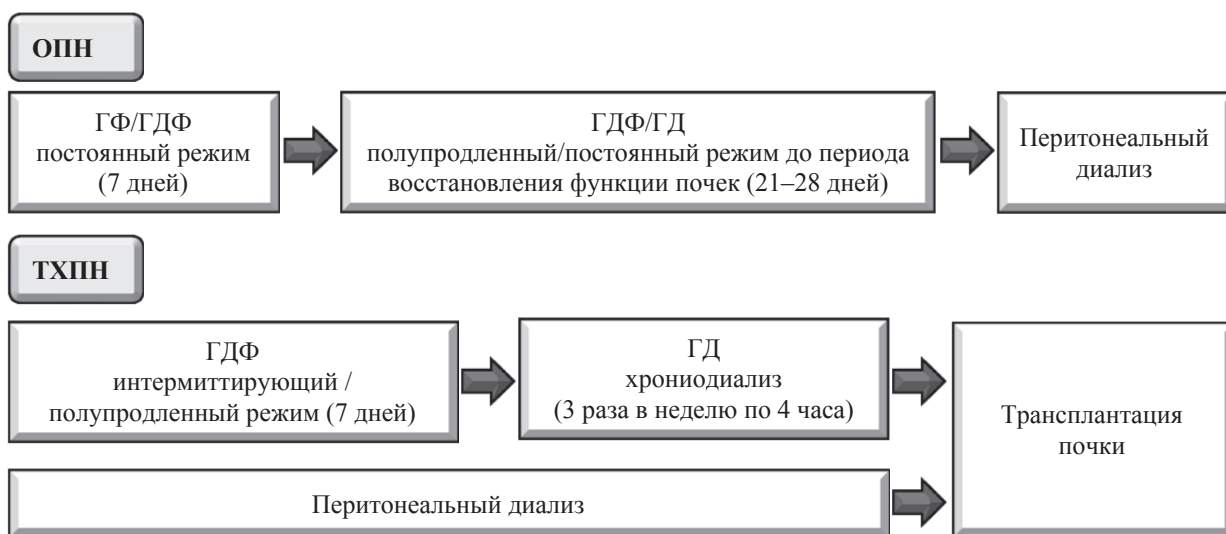 ОПН
ГФ/ГДФ
постоянный режим
(7 дней)
ГДФ/ГД
полупродленный/постоянный режим до периода
восстановления функции почек (21–28 дней)
Перитонеальный
диализ
ТХПН
ГДФ
интермиттирующий /
полупродленный режим (7 дней)
ГД
хрониодиализ
(3 раза в неделю по 4 часа)
Трансплантация
почки
Перитонеальный диализ